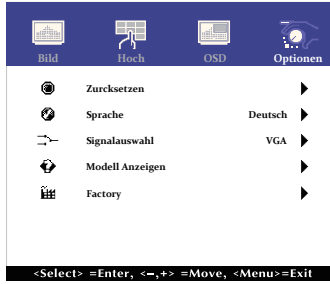 Bild Hoch OSD Optionen
Zurcksetzen
Sprache Deutsch
Signalauswahl VGA
Modell Anzeigen
Factory
<Select> =Enter, <−,+> =Move, <Menu>=Exit